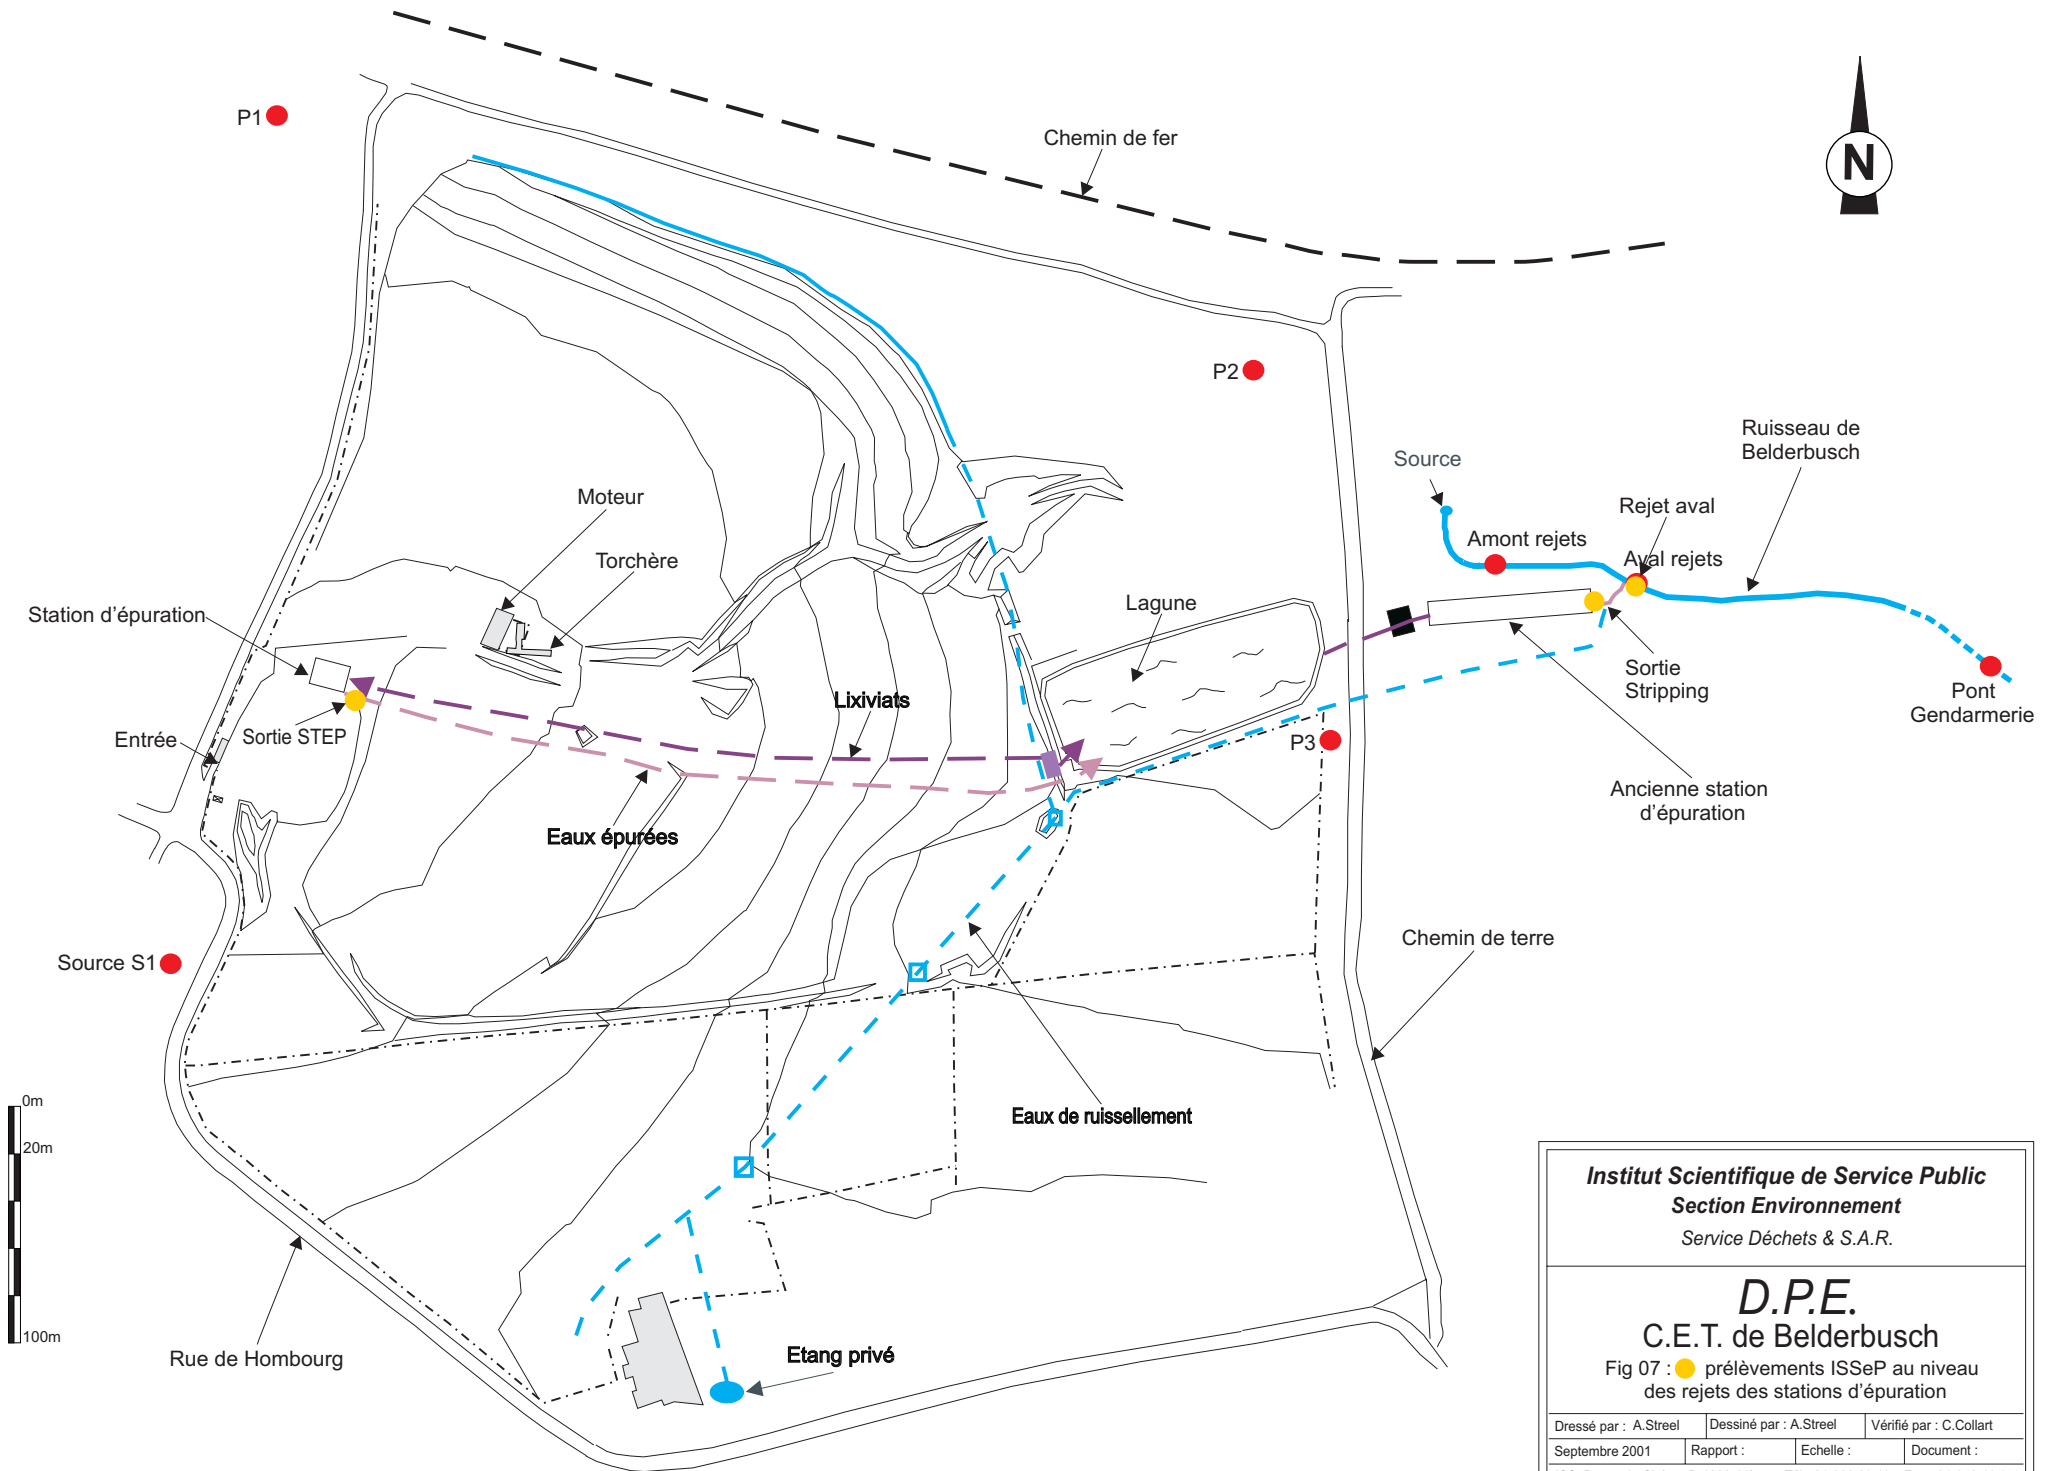 P1
Chemin de fer
N
P2
Source
Ruisseau de
Belderbusch
Rejet aval
Amont rejets
Aval rejets
Moteur
Torchère
Station d'épuration
Lagune
Lixiviats
Sortie STEP
Entrée
P3
Sortie
Stripping
Pont
Gendarmerie
Ancienne station
d'épuration
Eaux épurées
Source S1
Chemin de terre
Eaux de ruissellement
0m
20m
100m
Rue de Hombourg
Etang privé
Institut Scientifique de Service Public
Section Environnement
Service Déchets & S.A.R.
D.P.E.
C.E.T. de Belderbusch
Fig 07 : prélèvements ISSeP au niveau
des rejets des stations d'épuration
Dressé par : A.Streel
Dessiné par : A.Streel
Vérifié par : C.Collart
Septembre 2001
Rapport :
Echelle :
Document :